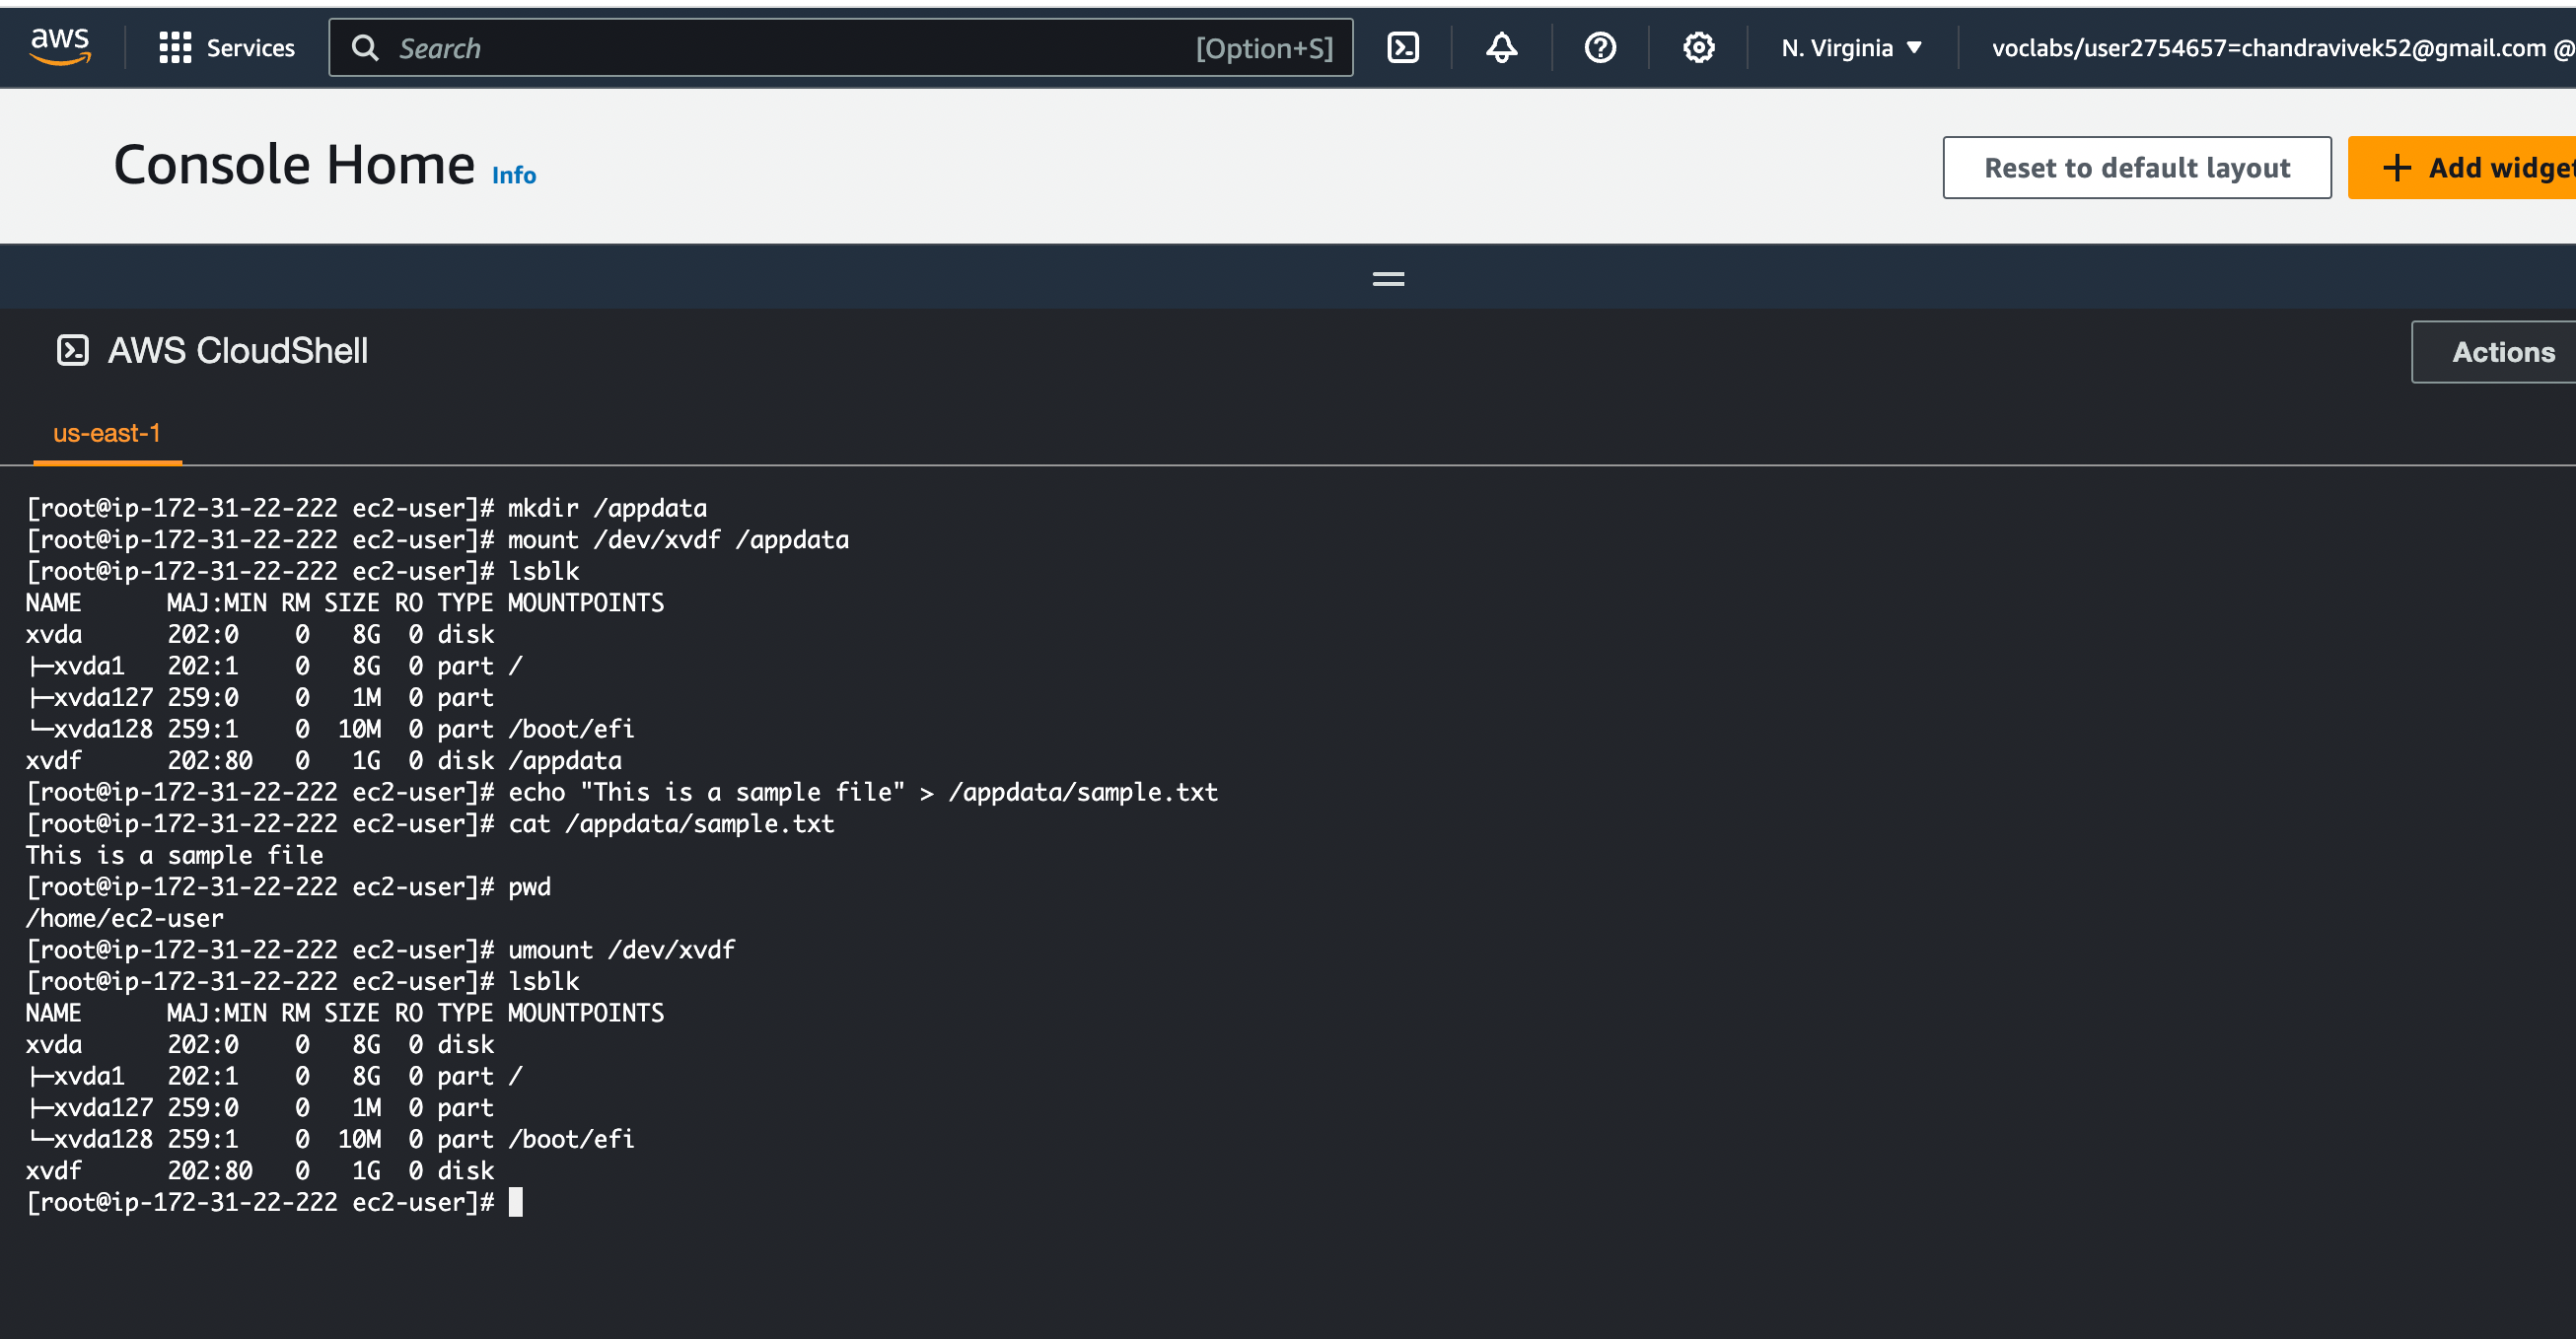 aws Services Search [Option+S] N. Virginia voclabs/user2754657=chandravivek52@gmail.com @
Console Home Info Reset to default layout Add widget
AWS CloudShell Actions
us-east-1
[root@ip-172-31-22-222 ec2-user]# mkdir /appdata
[root@ip-172-31-22-222 ec2-user]# mount /dev/xvdf /appdata
[root@ip-172-31-22-222 ec2-user]# lsblk
NAME      MAJ:MIN RM SIZE RO TYPE MOUNTPOINTS
xvda      202:0    0   8G  0 disk
├─xvda1   202:1    0   8G  0 part /
├─xvda127 259:0    0   1M  0 part
└─xvda128 259:1    0  10M  0 part /boot/efi
xvdf      202:80   0   1G  0 disk /appdata
[root@ip-172-31-22-222 ec2-user]# echo "This is a sample file" > /appdata/sample.txt
[root@ip-172-31-22-222 ec2-user]# cat /appdata/sample.txt
This is a sample file
[root@ip-172-31-22-222 ec2-user]# pwd
/home/ec2-user
[root@ip-172-31-22-222 ec2-user]# umount /dev/xvdf
[root@ip-172-31-22-222 ec2-user]# lsblk
NAME      MAJ:MIN RM SIZE RO TYPE MOUNTPOINTS
xvda      202:0    0   8G  0 disk
├─xvda1   202:1    0   8G  0 part /
├─xvda127 259:0    0   1M  0 part
└─xvda128 259:1    0  10M  0 part /boot/efi
xvdf      202:80   0   1G  0 disk
[root@ip-172-31-22-222 ec2-user]#